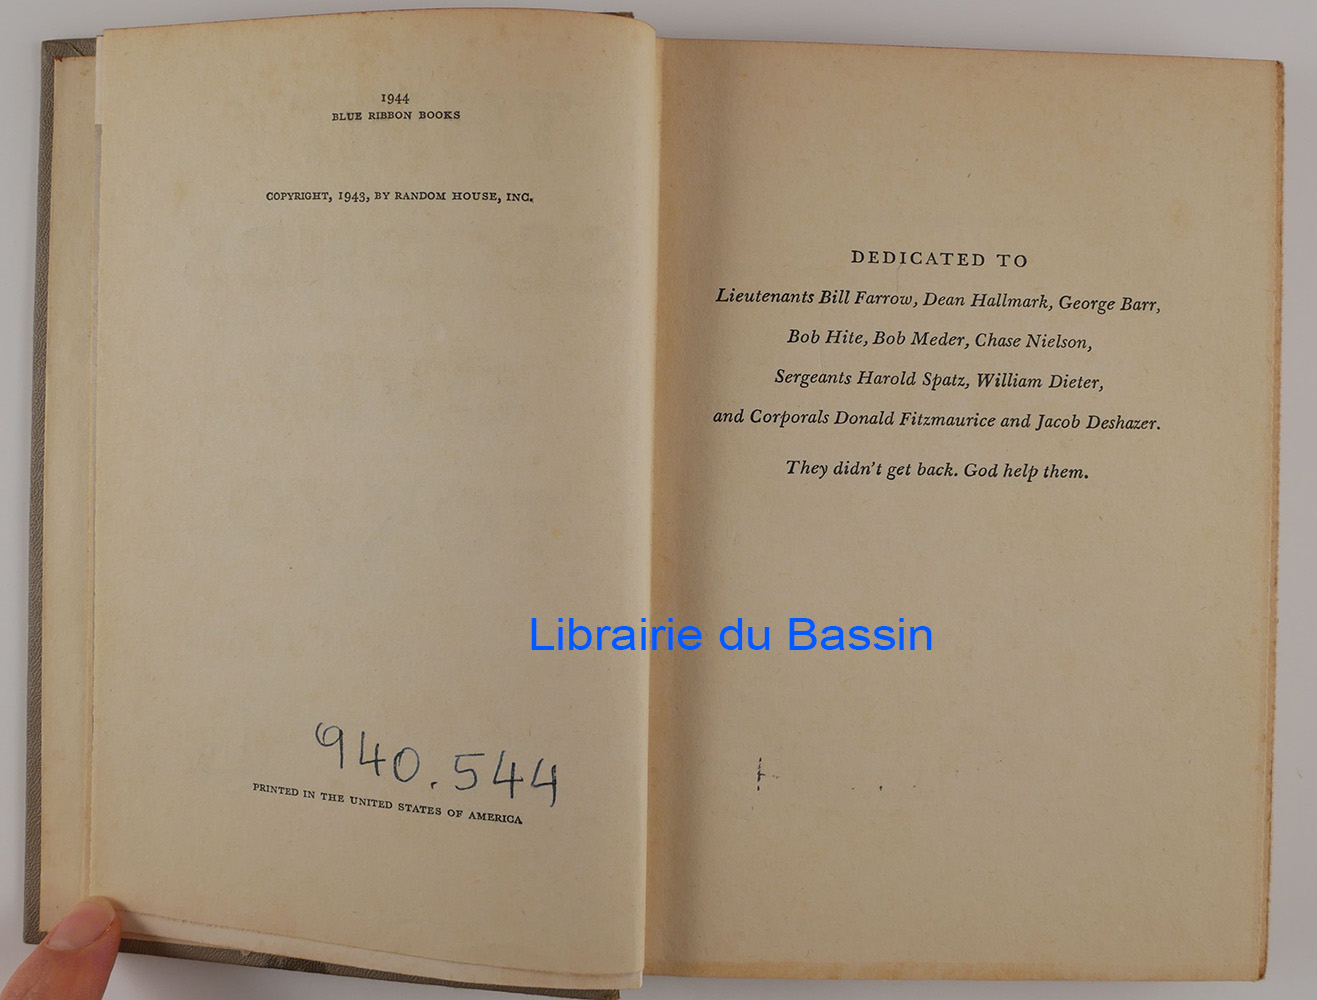 1944
BLUE RIBBON BOOKS
COPYRIGHT, 1943, BY RANDOM HOUSE, INC.
940.544
PRINTED IN THE UNITED STATES OF AMERICA
DEDICATED TO
Lieutenants Bill Farrow, Dean Hallmark, George Barr,
Bob Hite, Bob Meder, Chase Nielson,
Sergeants Harold Spatz, William Dieter,
and Corporals Donald Fitzmaurice and Jacob Deshazer.
They didn't get back. God help them.
Librairie du Bassin